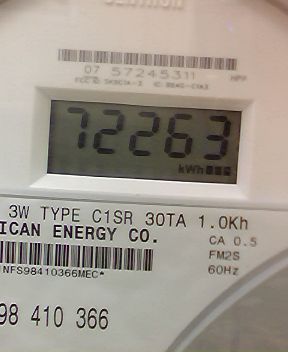 07 57245311
72263
kWh
3W TYPE C1SR 30TA 1.0Kh
ICAN ENERGY CO.
CA 0.5
FM2S
60Hz
NFS98410366MEC*
98 410 366